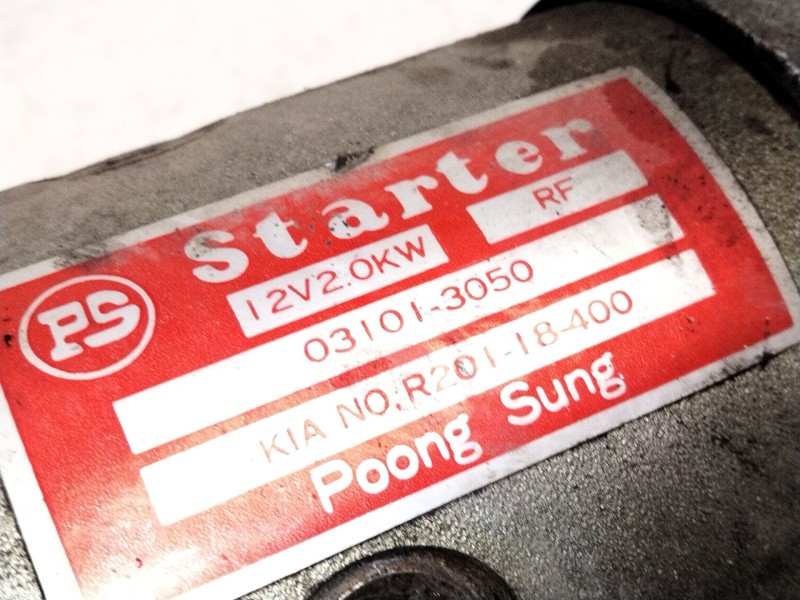 PS
Starter
12V2.0KW RF
03101-3050
KIA NO.R201-18-400
Poong Sung